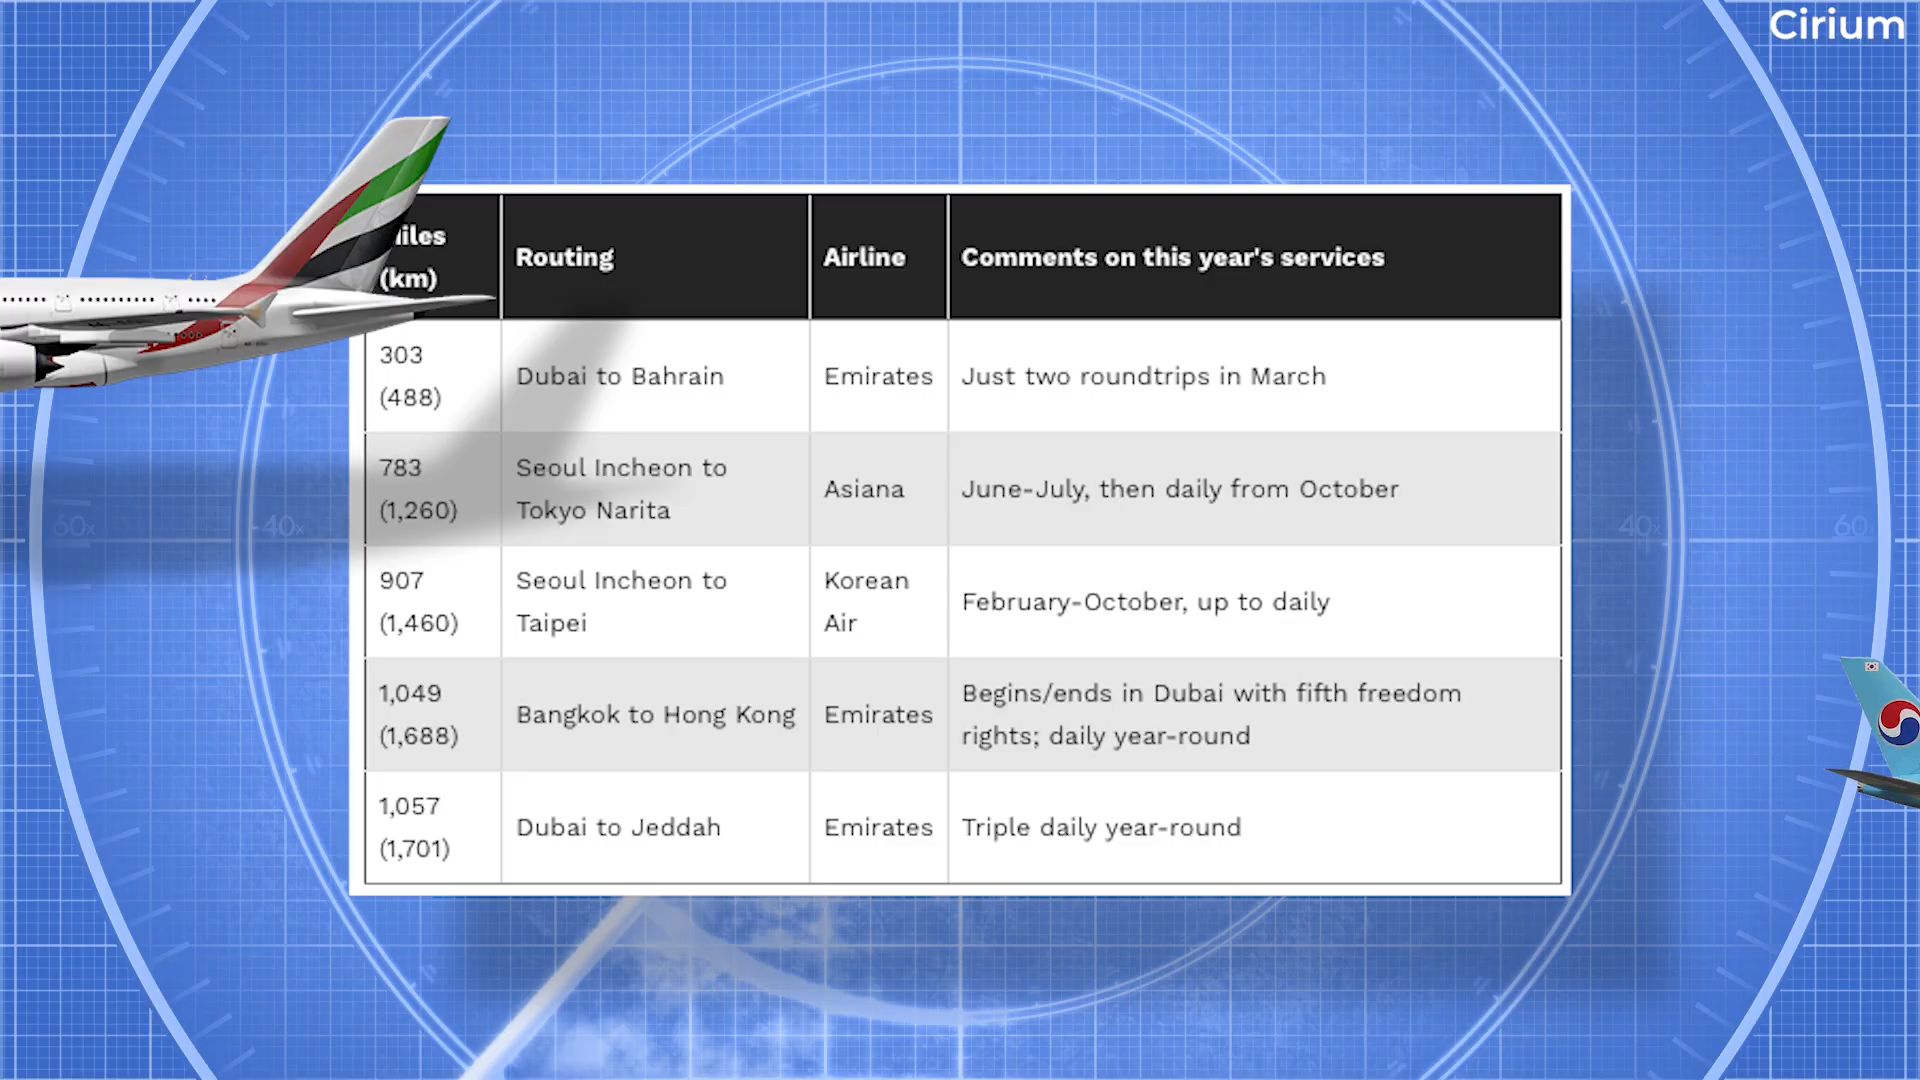 Cirium
(km)
Routing
Airline
Comments on this year's services
303
(488)
Dubai to Bahrain
Emirates
Just two roundtrips in March
783
(1,260)
Seoul Incheon to
Tokyo Narita
Asiana
June-July, then daily from October
907
(1,460)
Seoul Incheon to
Taipei
Korean
Air
February-October, up to daily
1,049
(1,688)
Bangkok to Hong Kong
Emirates
Begins/ends in Dubai with fifth freedom
rights; daily year-round
1,057
(1,701)
Dubai to Jeddah
Emirates
Triple daily year-round
60x
40x
40x
60x